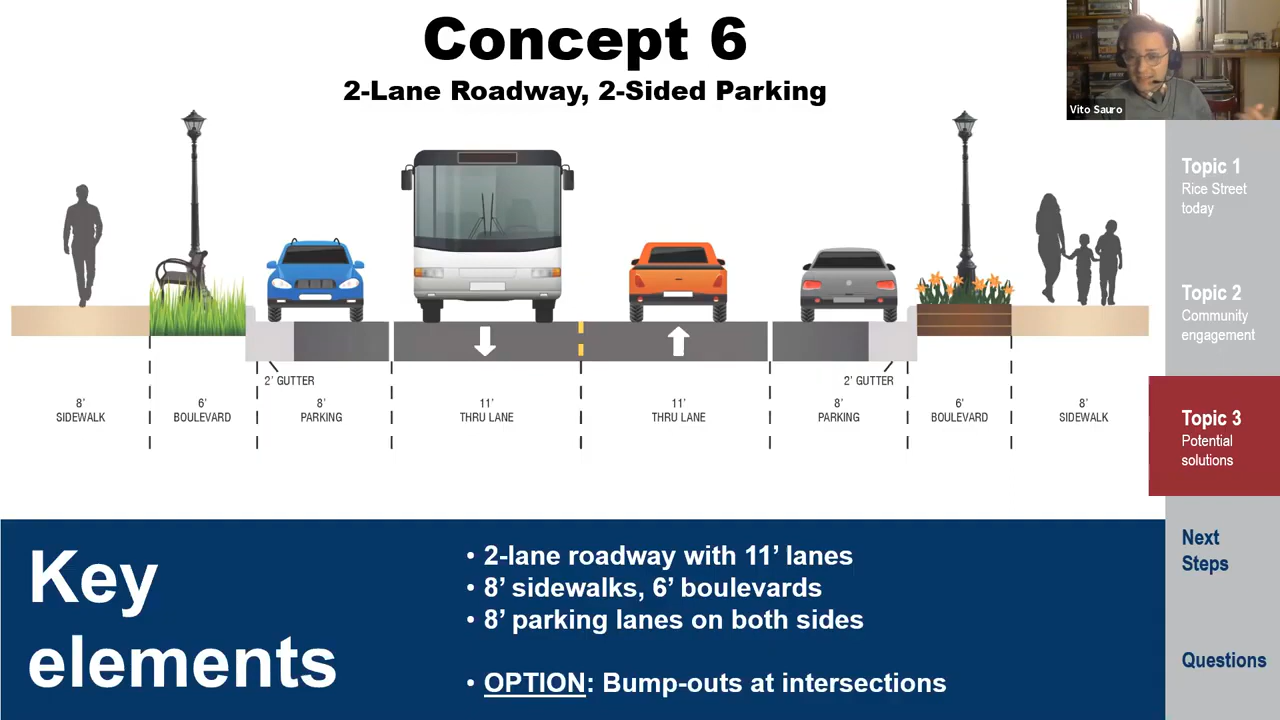 Concept 6
2-Lane Roadway, 2-Sided Parking
Vito Sauro
Topic 1
Rice Street
today
Topic 2
Community
engagement
Topic 3
Potential
solutions
Next
Steps
Questions
2' GUTTER
2' GUTTER
8'
SIDEWALK
6'
BOULEVARD
8'
PARKING
11'
THRU LANE
11'
THRU LANE
8'
PARKING
6'
BOULEVARD
8'
SIDEWALK
Key
elements
• 2-lane roadway with 11’ lanes
• 8’ sidewalks, 6’ boulevards
• 8’ parking lanes on both sides
• OPTION: Bump-outs at intersections